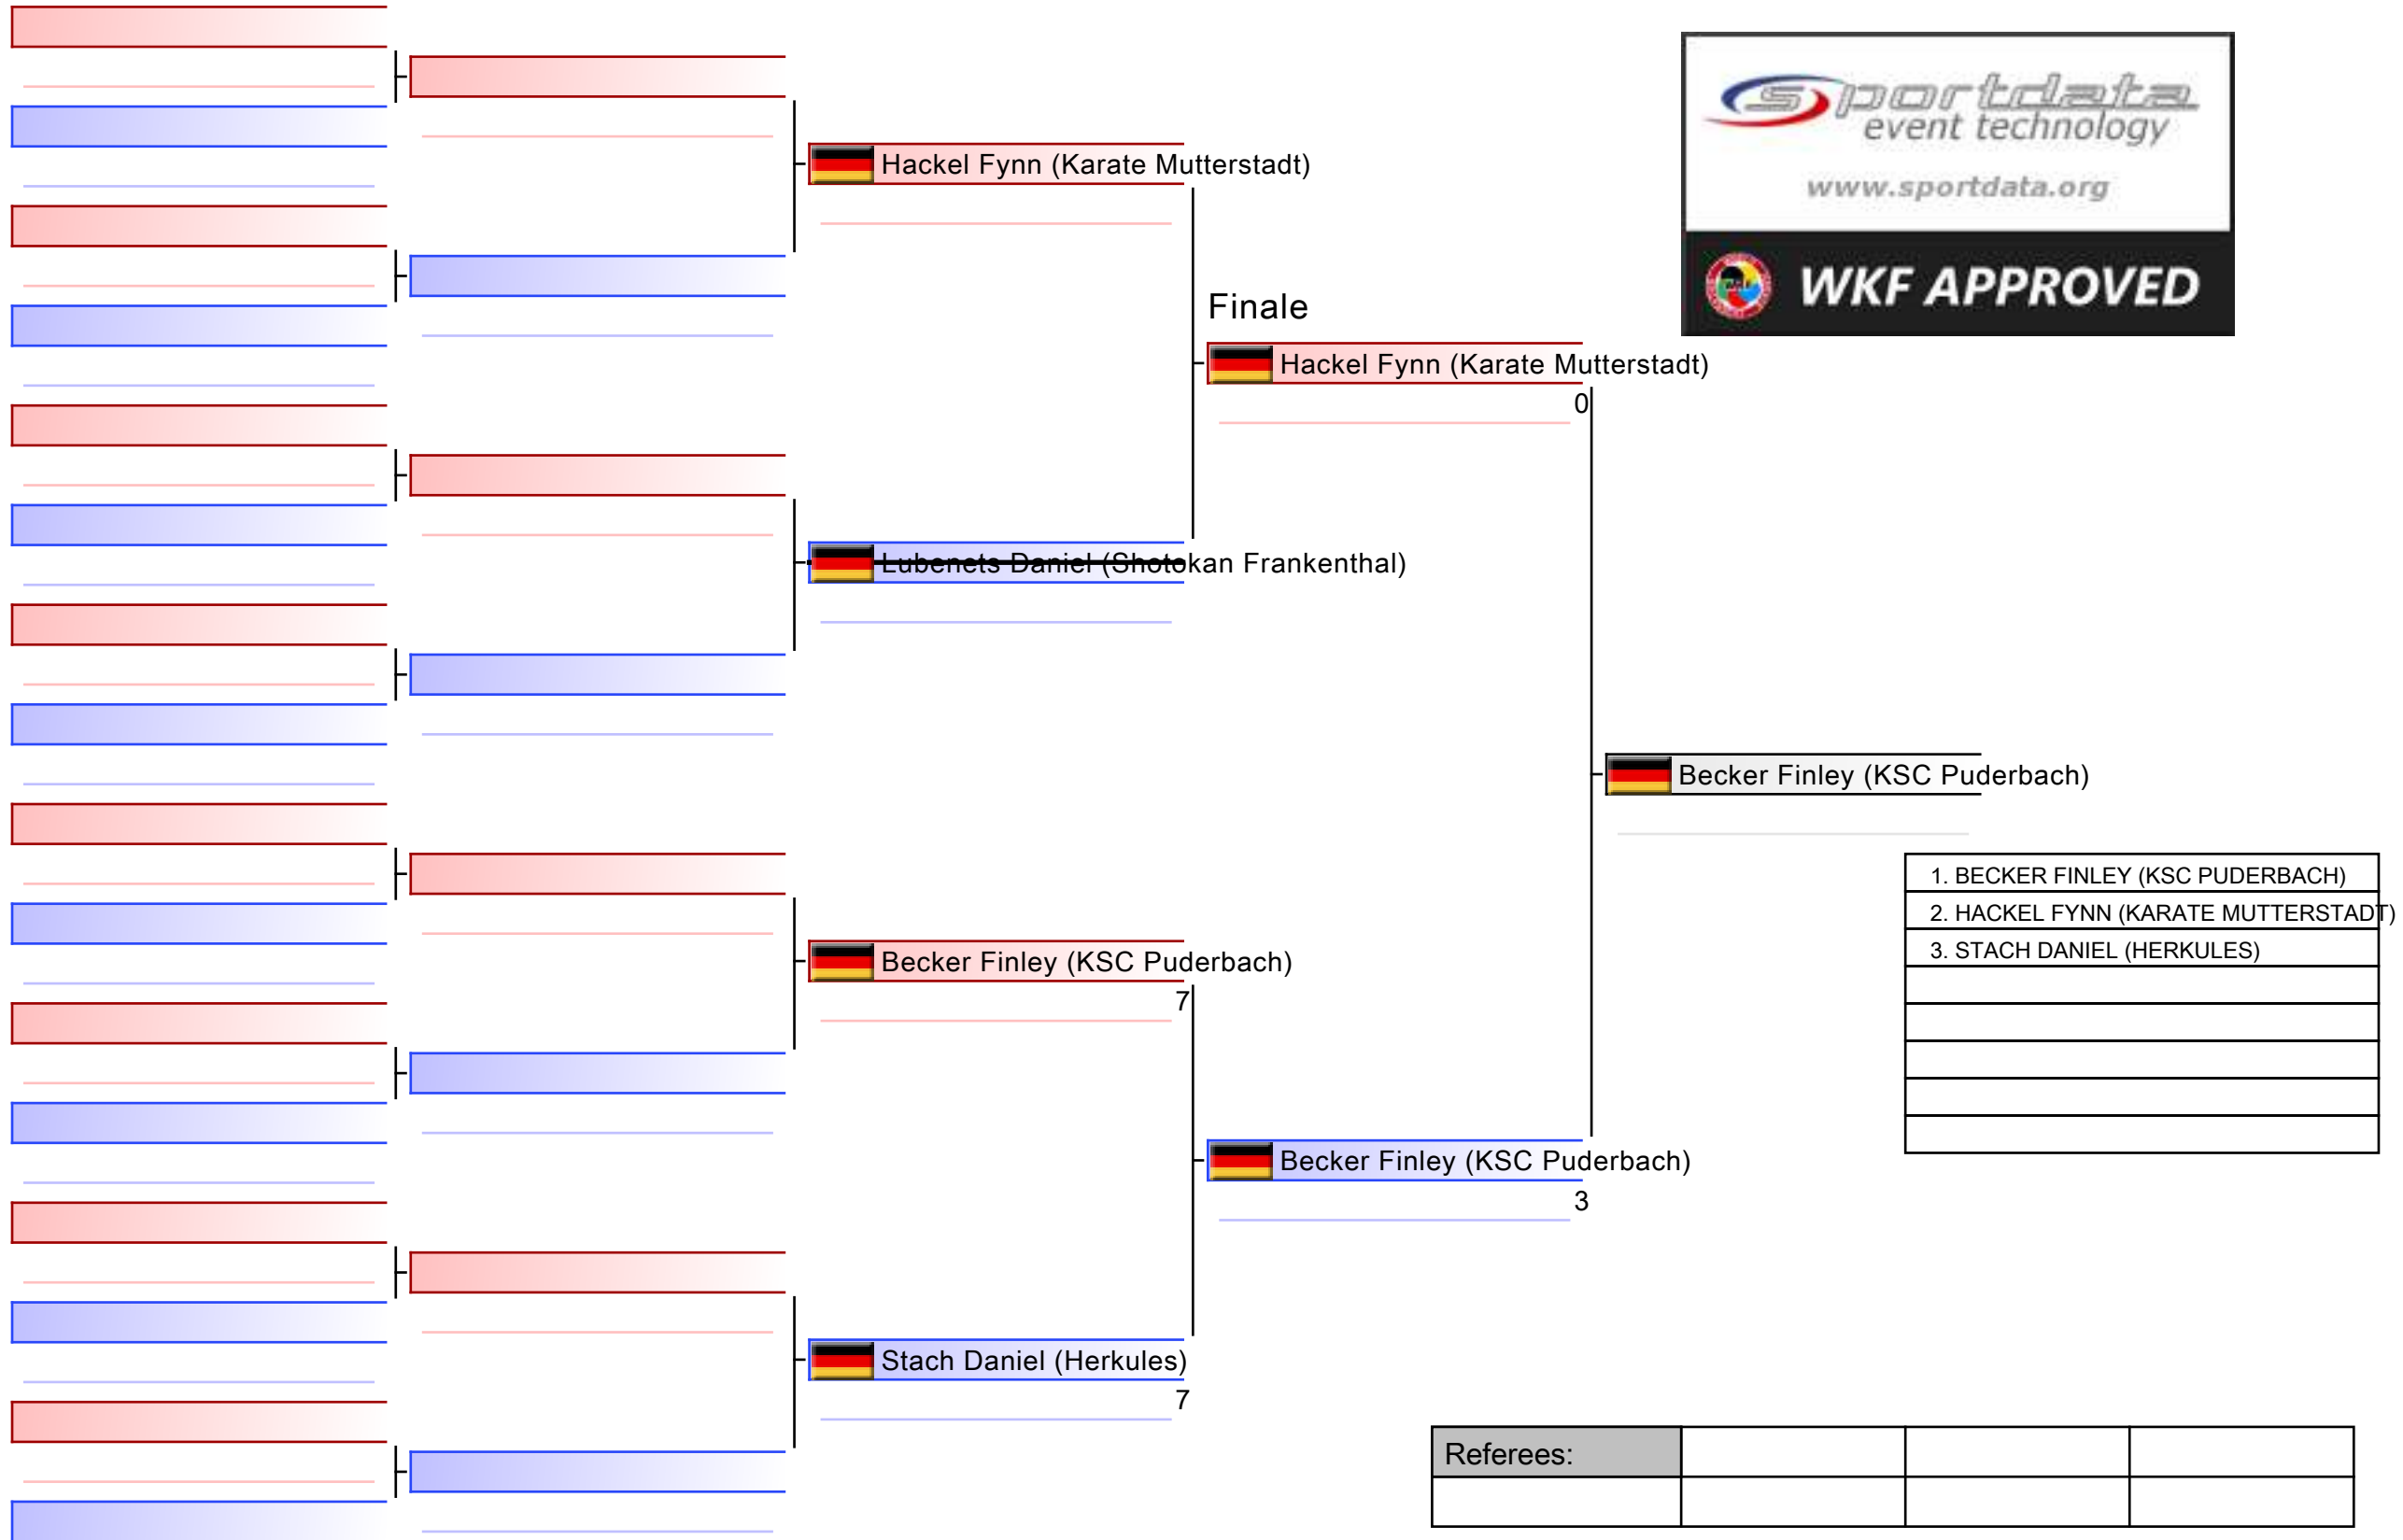 sportdata
event technology
www.sportdata.org
WKF APPROVED
Hackel Fynn (Karate Mutterstadt)
Finale
Hackel Fynn (Karate Mutterstadt)
0
Lubenets Daniel (Shotokan Frankenthal)
Becker Finley (KSC Puderbach)
1. BECKER FINLEY (KSC PUDERBACH)
2. HACKEL FYNN (KARATE MUTTERSTADT)
3. STACH DANIEL (HERKULES)
Becker Finley (KSC Puderbach)
7
Becker Finley (KSC Puderbach)
3
Stach Daniel (Herkules)
7
Referees: